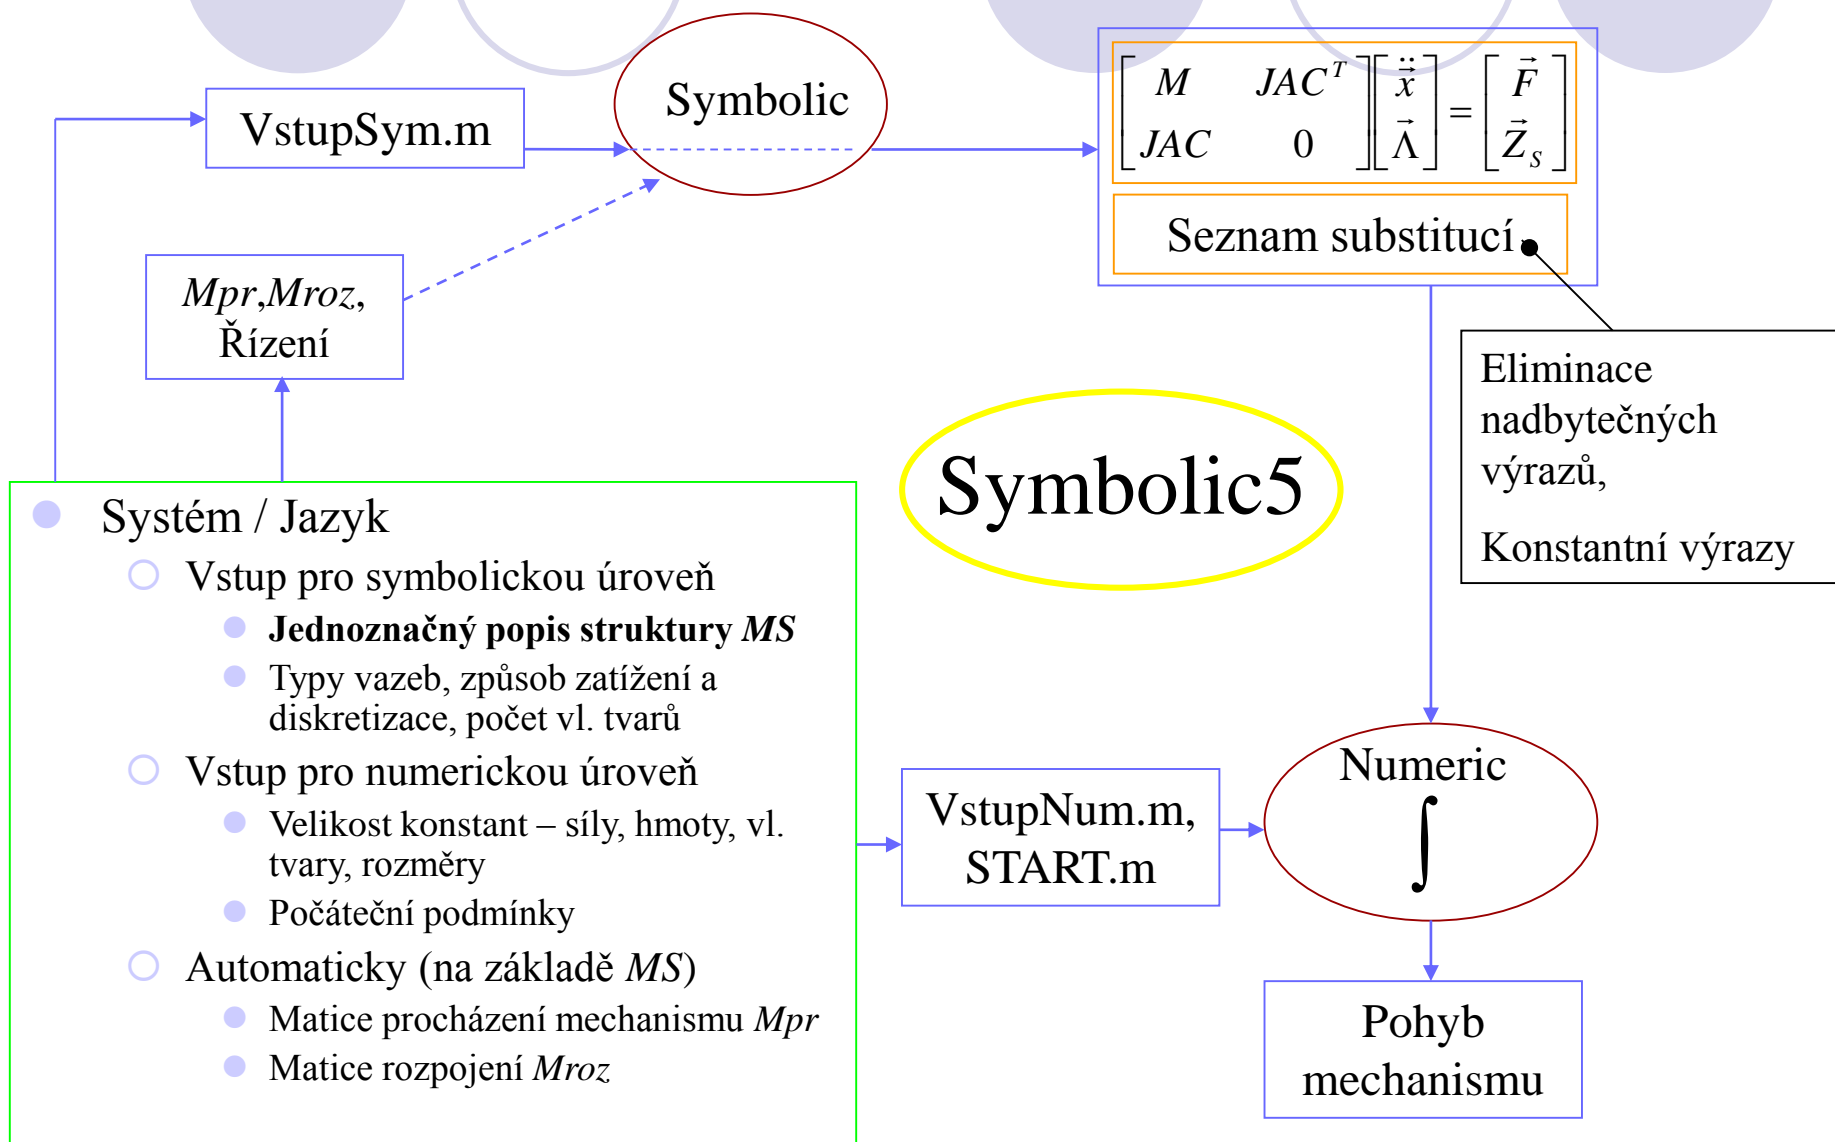 VstupSym.m
Symbolic
M JAC^T ẍ F
JAC 0 Λ = Z_S
Seznam substitucí
Mpr,Mroz,
Řízení
Eliminace
nadbytečných
výrazů,
Konstantní výrazy
Symbolic5
Systém / Jazyk
Vstup pro symbolickou úroveň
Jednoznačný popis struktury MS
Typy vazeb, způsob zatížení a
diskretizace, počet vl. tvarů
Vstup pro numerickou úroveň
Velikost konstant – síly, hmoty, vl.
tvary, rozměry
Počáteční podmínky
Automaticky (na základě MS)
Matice procházení mechanismu Mpr
Matice rozpojení Mroz
VstupNum.m,
START.m
Numeric
∫
Pohyb
mechanismu